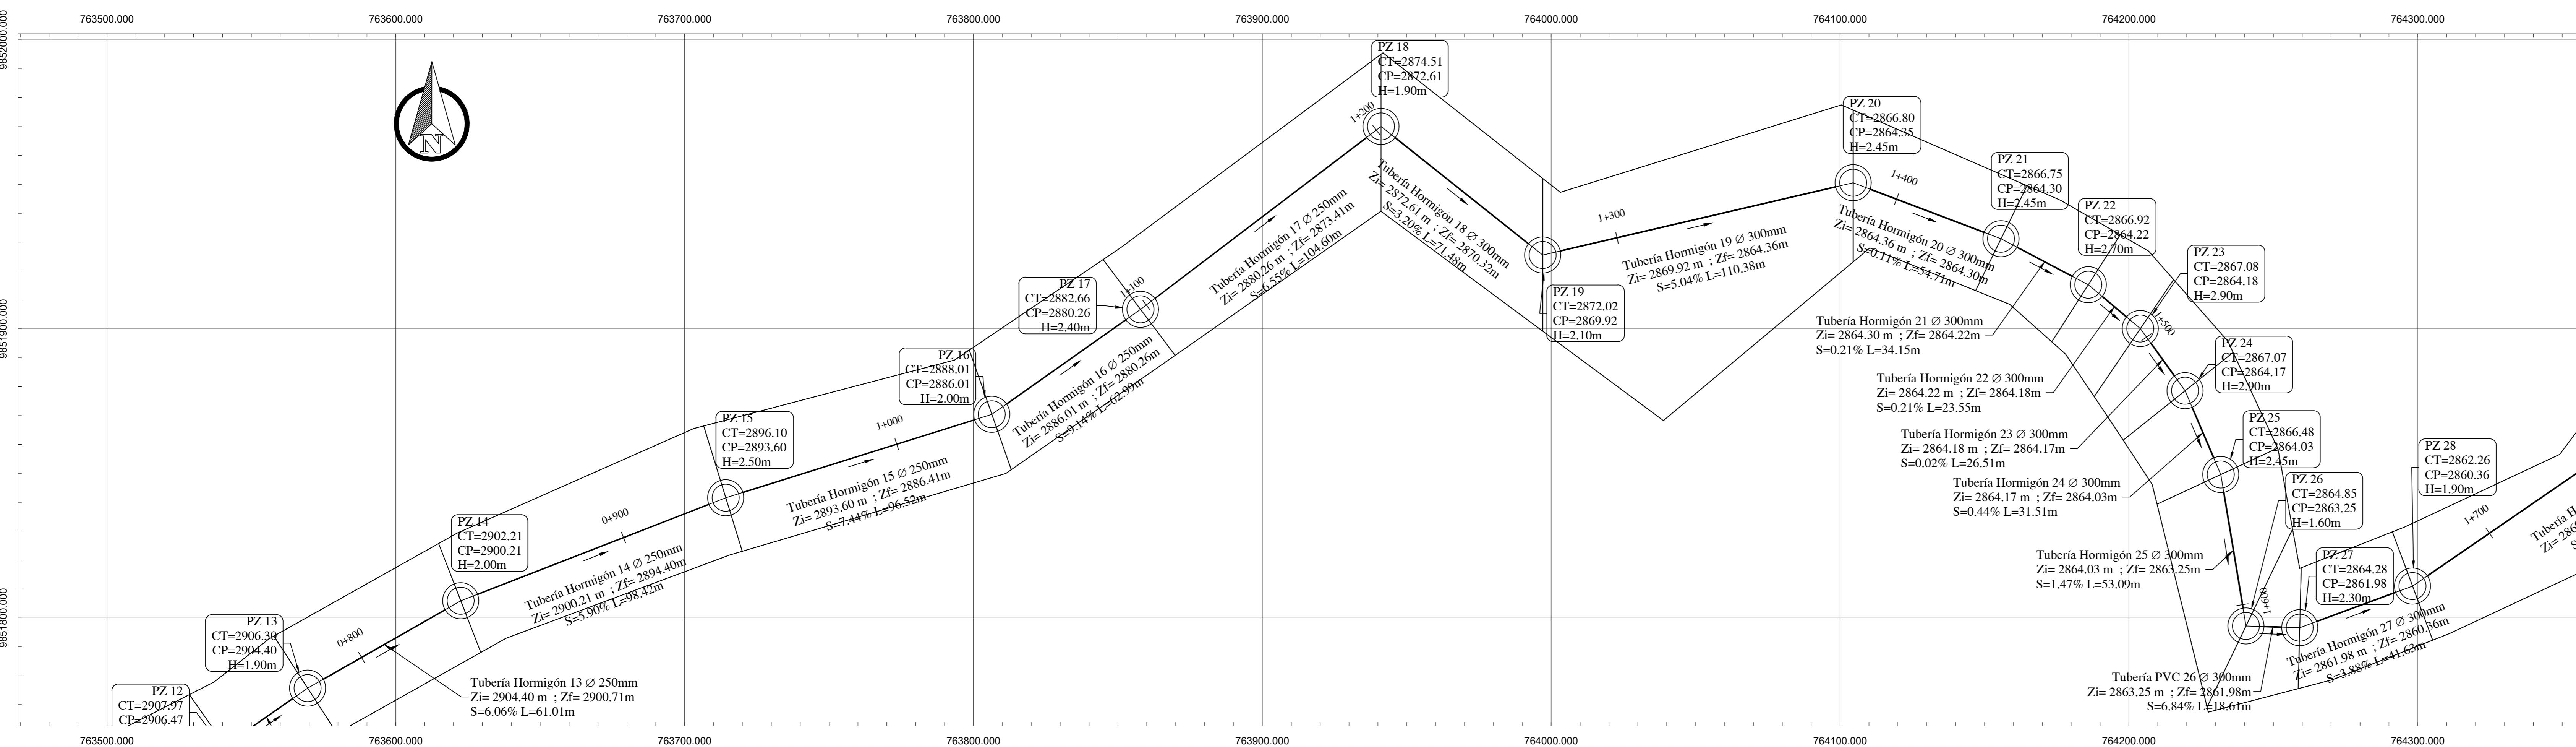 763500.000 763600.000 763700.000 763800.000 763900.000 764000.000 764100.000 764200.000 764300.000
9852000.000
9851900.000
9851800.000
N
PZ 12
CT=2907.97
CP=2906.47
PZ 13
CT=2906.30
CP=2904.40
H=1.90m
0+800
Tubería Hormigón 13 ∅ 250mm
Zi= 2904.40 m ; Zf= 2900.71m
S=6.06% L=61.01m
PZ 14
CT=2902.21
CP=2900.21
H=2.00m
0+900
Tubería Hormigón 14 ∅ 250mm
Zi= 2900.21 m ; Zf= 2894.40m
S=5.90% L=98.42m
PZ 15
CT=2896.10
CP=2893.60
H=2.50m
1+000
Tubería Hormigón 15 ∅ 250mm
Zi= 2893.60 m ; Zf= 2886.41m
S=7.44% L=96.52m
PZ 16
CT=2888.01
CP=2886.01
H=2.00m
Tubería Hormigón 16 ∅ 250mm
Zi= 2886.01 m ; Zf= 2880.26m
S=9.14% L=62.99m
PZ 17
CT=2882.66
CP=2880.26
H=2.40m
1+100
Tubería Hormigón 17 ∅ 250mm
Zi= 2880.26 m ; Zf= 2873.41m
S=6.55% L=104.60m
PZ 18
CT=2874.51
CP=2872.61
H=1.90m
1+200
Tubería Hormigón 18 ∅ 300mm
Zi= 2872.61 m ; Zf= 2870.32m
S=3.20% L=71.48m
PZ 19
CT=2872.02
CP=2869.92
H=2.10m
1+300
Tubería Hormigón 19 ∅ 300mm
Zi= 2869.92 m ; Zf= 2864.36m
S=5.04% L=110.38m
PZ 20
CT=2866.80
CP=2864.35
H=2.45m
1+400
Tubería Hormigón 20 ∅ 300mm
Zi= 2864.36 m ; Zf= 2864.30m
S=0.11% L=54.71m
PZ 21
CT=2866.75
CP=2864.30
H=2.45m
Tubería Hormigón 21 ∅ 300mm
Zi= 2864.30 m ; Zf= 2864.22m
S=0.21% L=34.15m
PZ 22
CT=2866.92
CP=2864.22
H=2.70m
Tubería Hormigón 22 ∅ 300mm
Zi= 2864.22 m ; Zf= 2864.18m
S=0.21% L=23.55m
PZ 23
CT=2867.08
CP=2864.18
H=2.90m
1+500
Tubería Hormigón 23 ∅ 300mm
Zi= 2864.18 m ; Zf= 2864.17m
S=0.02% L=26.51m
PZ 24
CT=2867.07
CP=2864.17
H=2.90m
Tubería Hormigón 24 ∅ 300mm
Zi= 2864.17 m ; Zf= 2864.03m
S=0.44% L=31.51m
PZ 25
CT=2866.48
CP=2864.03
H=2.45m
Tubería Hormigón 25 ∅ 300mm
Zi= 2864.03 m ; Zf= 2863.25m
S=1.47% L=53.09m
PZ 26
CT=2864.85
CP=2863.25
H=1.60m
1+600
Tubería PVC 26 ∅ 300mm
Zi= 2863.25 m ; Zf= 2861.98m
S=6.84% L=18.61m
PZ 27
CT=2864.28
CP=2861.98
H=2.30m
Tubería Hormigón 27 ∅ 300mm
Zi= 2861.98 m ; Zf= 2860.36m
S=3.88% L=41.63m
PZ 28
CT=2862.26
CP=2860.36
H=1.90m
1+700
763500.000 763600.000 763700.000 763800.000 763900.000 764000.000 764100.000 764200.000 764300.000